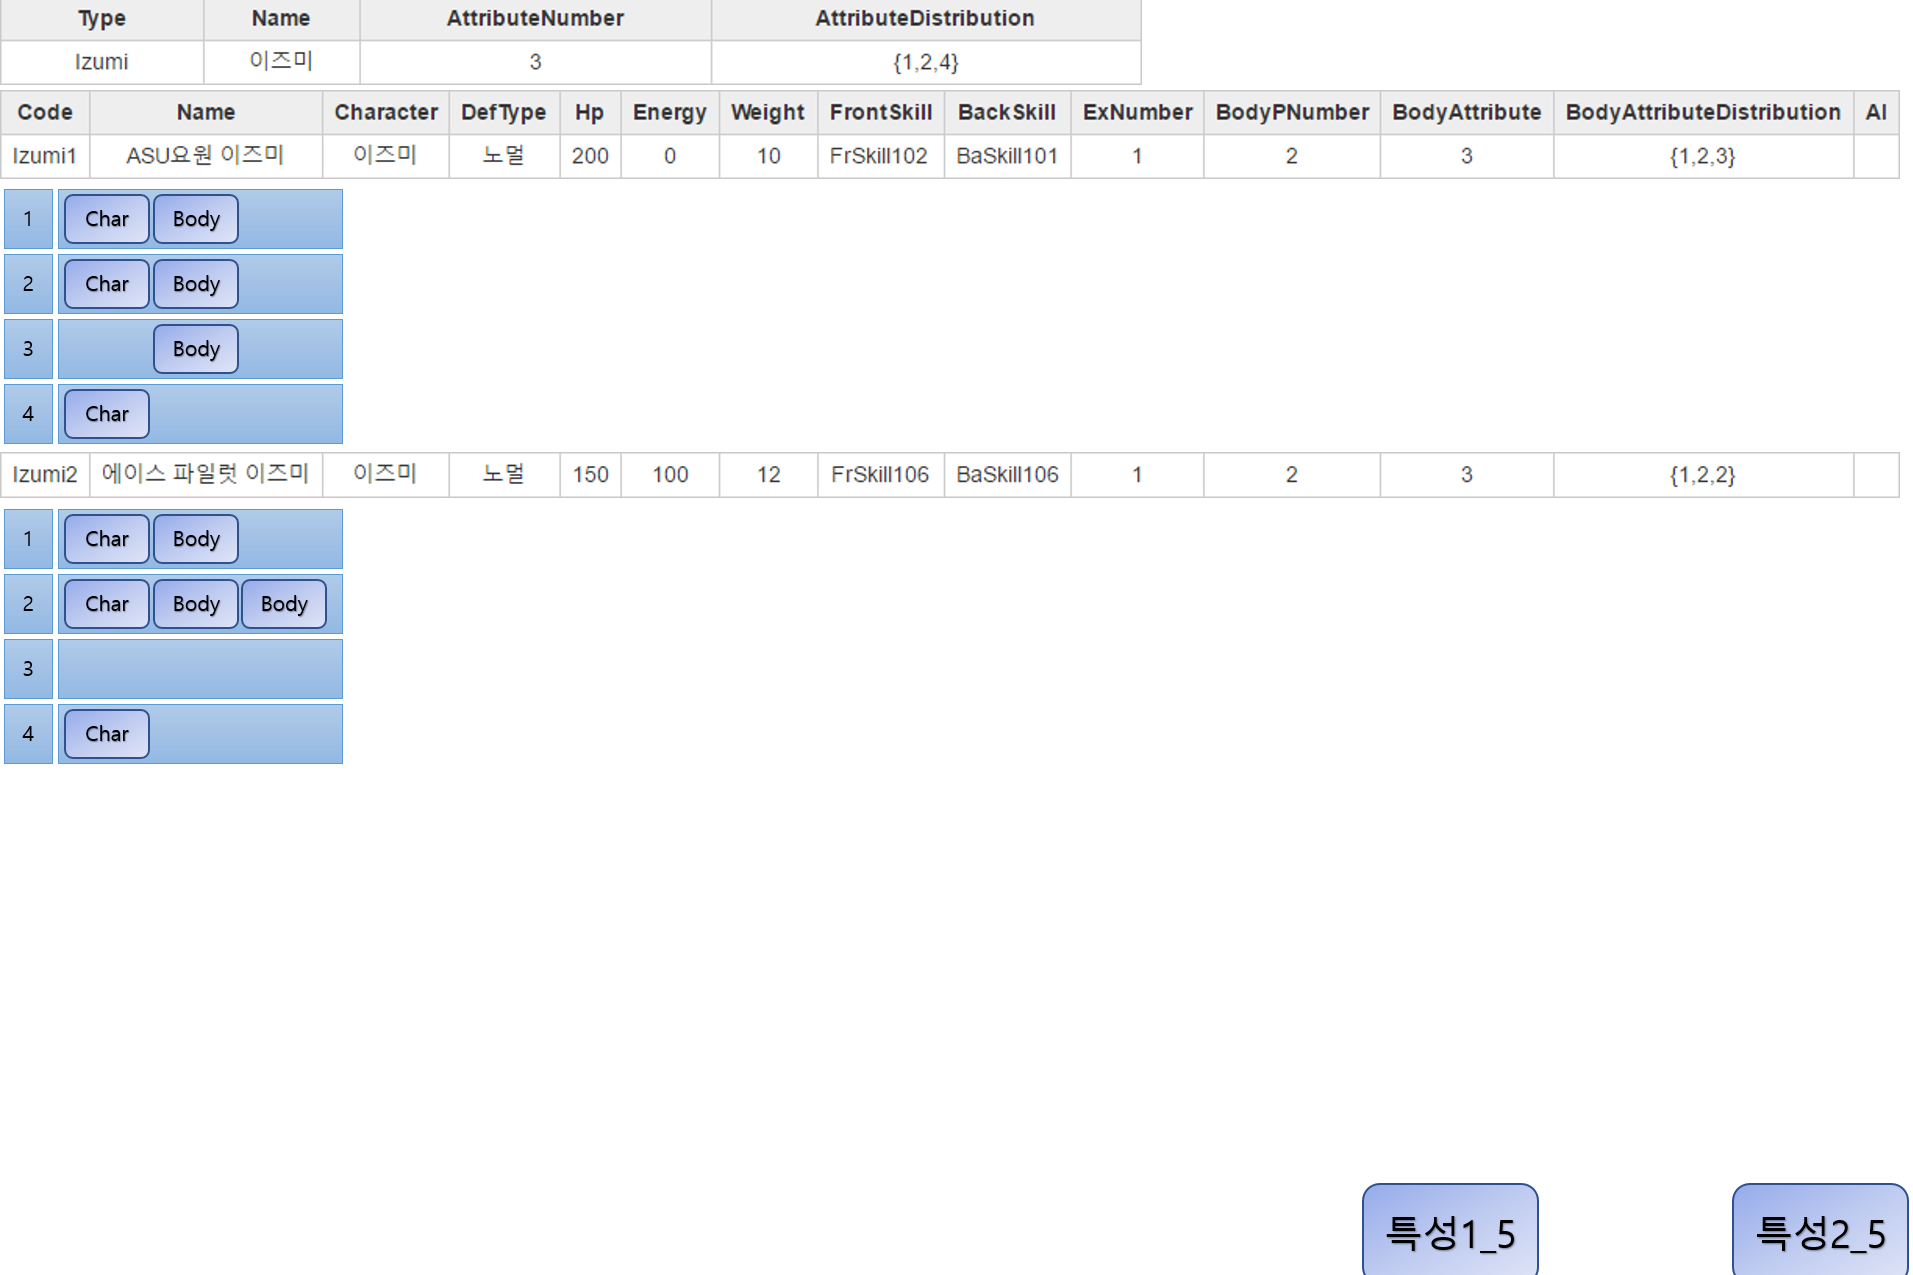 Type Name AttributeNumber AttributeDistribution
Izumi 이즈미 3 {1,2,4}
Code Name Character DefType Hp Energy Weight FrontSkill BackSkill ExNumber BodyPNumber BodyAttribute BodyAttributeDistribution AI
Izumi1 ASU요원 이즈미 이즈미 노멀 200 0 10 FrSkill102 BaSkill101 1 2 3 {1,2,3}
1 Char Body
2 Char Body
3 Body
4 Char
Izumi2 에이스 파일럿 이즈미 이즈미 노멀 150 100 12 FrSkill106 BaSkill106 1 2 3 {1,2,2}
1 Char Body
2 Char Body Body
3
4 Char
특성1_5 특성2_5